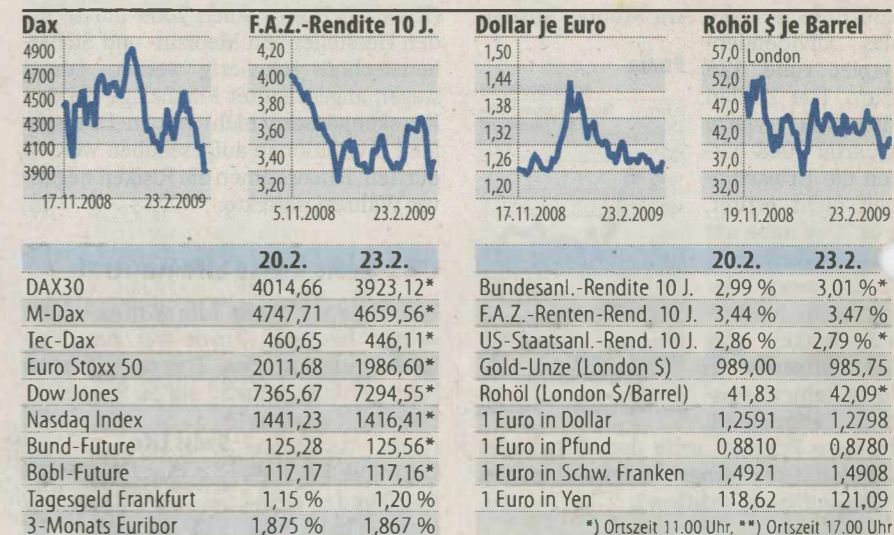 Dax
4900
4700
4500
4300
4100
3900
17.11.2008 23.2.2009
F.A.Z.-Rendite 10 J.
4,20
4,00
3,80
3,60
3,40
3,20
5.11.2008 23.2.2009
Dollar je Euro
1,50
1,44
1,38
1,32
1,26
1,20
17.11.2008 23.2.2009
Rohöl $ je Barrel
57,0 London
52,0
47,0
42,0
37,0
32,0
19.11.2008 23.2.2009
20.2. 23.2.
DAX30 4014,66 3923,12*
M-Dax 4747,71 4659,56*
Tec-Dax 460,65 446,11*
Euro Stoxx 50 2011,68 1986,60*
Dow Jones 7365,67 7294,55*
Nasdaq Index 1441,23 1416,41*
Bund-Future 125,28 125,56*
Bobl-Future 117,17 117,16*
Tagesgeld Frankfurt 1,15 % 1,20 %
3-Monats Euribor 1,875 % 1,867 %
20.2. 23.2.
Bundesanl.-Rendite 10 J. 2,99 % 3,01 %*
F.A.Z.-Renten-Rend. 10 J. 3,44 % 3,47 %
US-Staatsanl.-Rend. 10 J. 2,86 % 2,79 % *
Gold-Unze (London $) 989,00 985,75
Rohöl (London $/Barrel) 41,83 42,09*
1 Euro in Dollar 1,2591 1,2798
1 Euro in Pfund 0,8810 0,8780
1 Euro in Schw. Franken 1,4921 1,4908
1 Euro in Yen 118,62 121,09
*) Ortszeit 11.00 Uhr, **) Ortszeit 17.00 Uhr